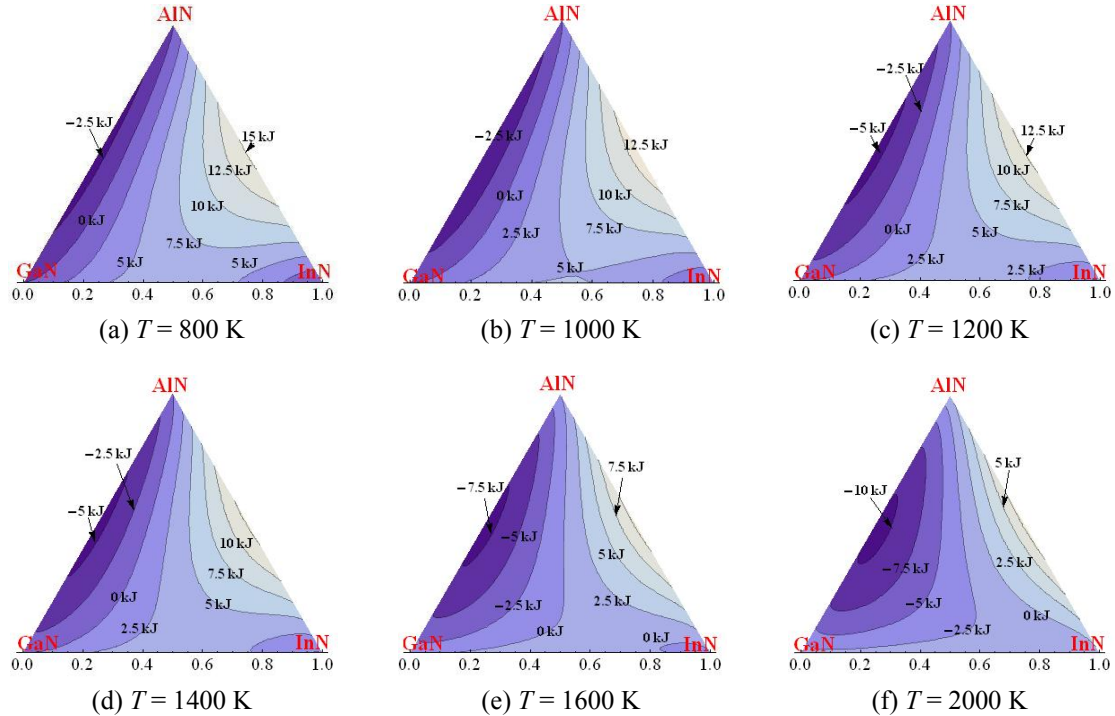 AlN
−2.5 kJ
15 kJ
12.5 kJ
10 kJ
0 kJ
7.5 kJ
5 kJ
5 kJ
GaN
InN
0.0 0.2 0.4 0.6 0.8 1.0
(a) T = 800 K
AlN
−2.5 kJ
12.5 kJ
0 kJ
10 kJ
2.5 kJ
7.5 kJ
5 kJ
GaN
InN
0.0 0.2 0.4 0.6 0.8 1.0
(b) T = 1000 K
AlN
−2.5 kJ
−5 kJ
12.5 kJ
10 kJ
7.5 kJ
0 kJ
5 kJ
2.5 kJ
2.5 kJ
GaN
InN
0.0 0.2 0.4 0.6 0.8 1.0
(c) T = 1200 K
AlN
−2.5 kJ
−5 kJ
10 kJ
7.5 kJ
0 kJ
5 kJ
2.5 kJ
GaN
InN
0.0 0.2 0.4 0.6 0.8 1.0
(d) T = 1400 K
AlN
−7.5 kJ
7.5 kJ
−5 kJ
5 kJ
−2.5 kJ
2.5 kJ
0 kJ
0 kJ
GaN
InN
0.0 0.2 0.4 0.6 0.8 1.0
(e) T = 1600 K
AlN
5 kJ
−10 kJ
−7.5 kJ
2.5 kJ
−5 kJ
0 kJ
−2.5 kJ
GaN
InN
0.0 0.2 0.4 0.6 0.8 1.0
(f) T = 2000 K